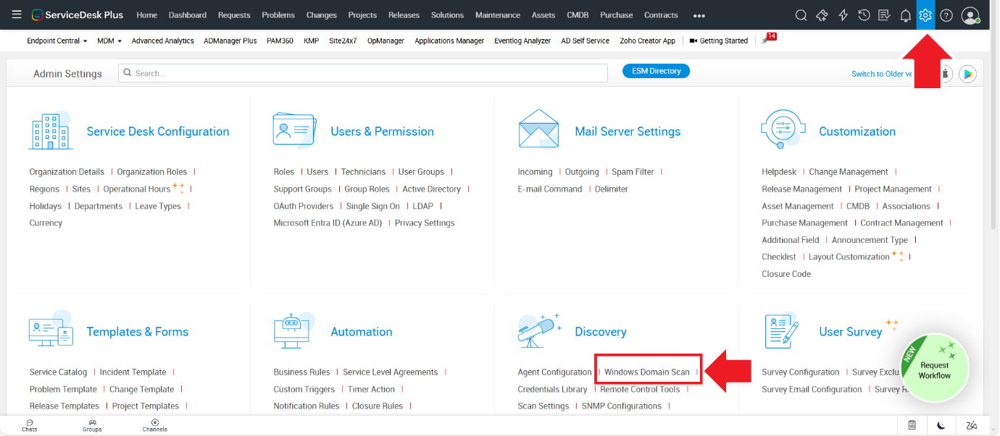 ServiceDesk Plus Home Dashboard Requests Problems Changes Projects Releases Solutions Maintenance Assets CMDB Purchase Contracts
Endpoint Central MDM Advanced Analytics ADManager Plus PAM360 KMP Site24x7 OpManager Applications Manager Eventlog Analyzer AD Self Service Zoho Creator App | Getting Started | 14
Admin Settings Search... ESM Directory Switch to Older
Service Desk Configuration
Organization Details | Organization Roles |
Regions | Sites | Operational Hours |
Holidays | Departments | Leave Types |
Currency
Users & Permission
Roles | Users | Technicians | User Groups |
Support Groups | Group Roles | Active Directory |
OAuth Providers | Single Sign On | LDAP |
Microsoft Entra ID (Azure AD) | Privacy Settings
Mail Server Settings
Incoming | Outgoing | Spam Filter |
E-mail Command | Delimiter
Customization
Helpdesk | Change Management |
Release Management | Project Management |
Asset Management | CMDB | Associations |
Purchase Management | Contract Management |
Additional Field | Announcement Type |
Checklist | Layout Customization |
Closure Code
Templates & Forms
Service Catalog | Incident Template |
Problem Template | Change Template |
Release Templates | Project Templates |
Automation
Business Rules | Service Level Agreements |
Custom Triggers | Timer Action |
Notification Rules | Closure Rules |
Discovery
Agent Configuration | Windows Domain Scan |
Credentials Library | Remote Control Tools |
Scan Settings | SNMP Configurations |
User Survey
Survey Configuration | Survey
Survey Email Configuration | Survey
NEW
Request
Workflow
Chats Groups Channels